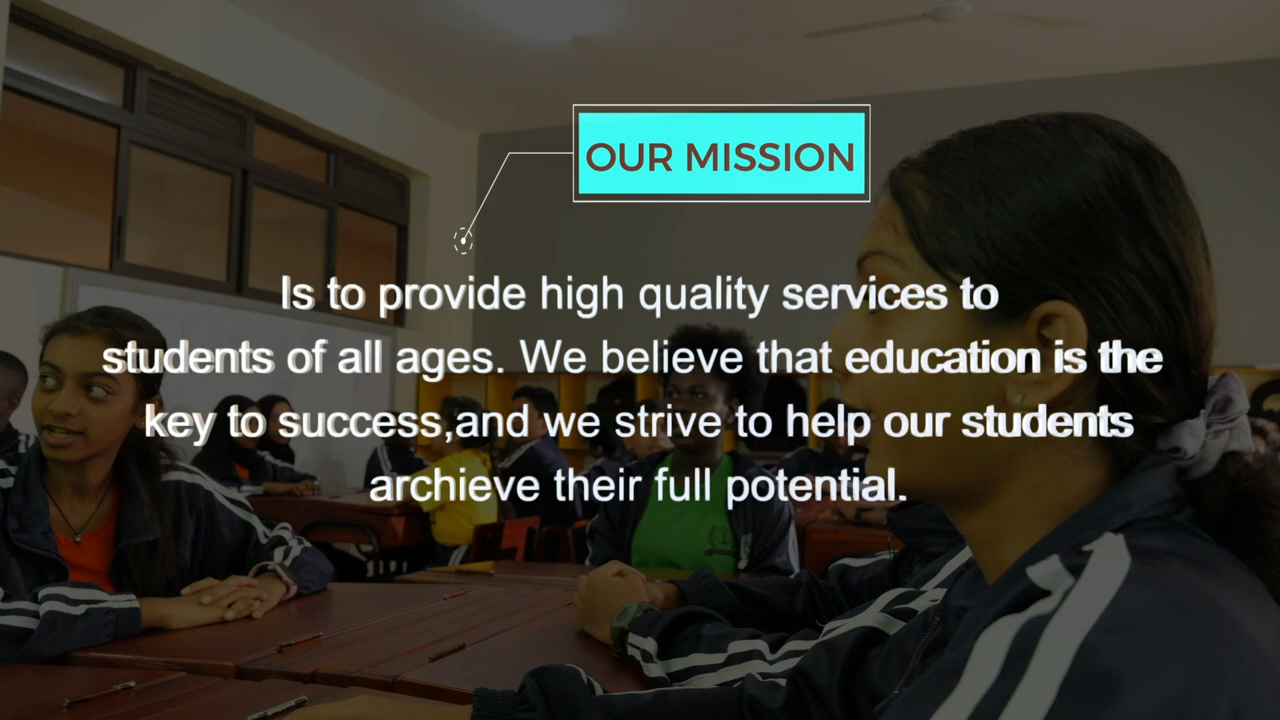 OUR MISSION
Is to provide high quality services to
students of all ages. We believe that education is the
key to success,and we strive to help our students
archieve their full potential.